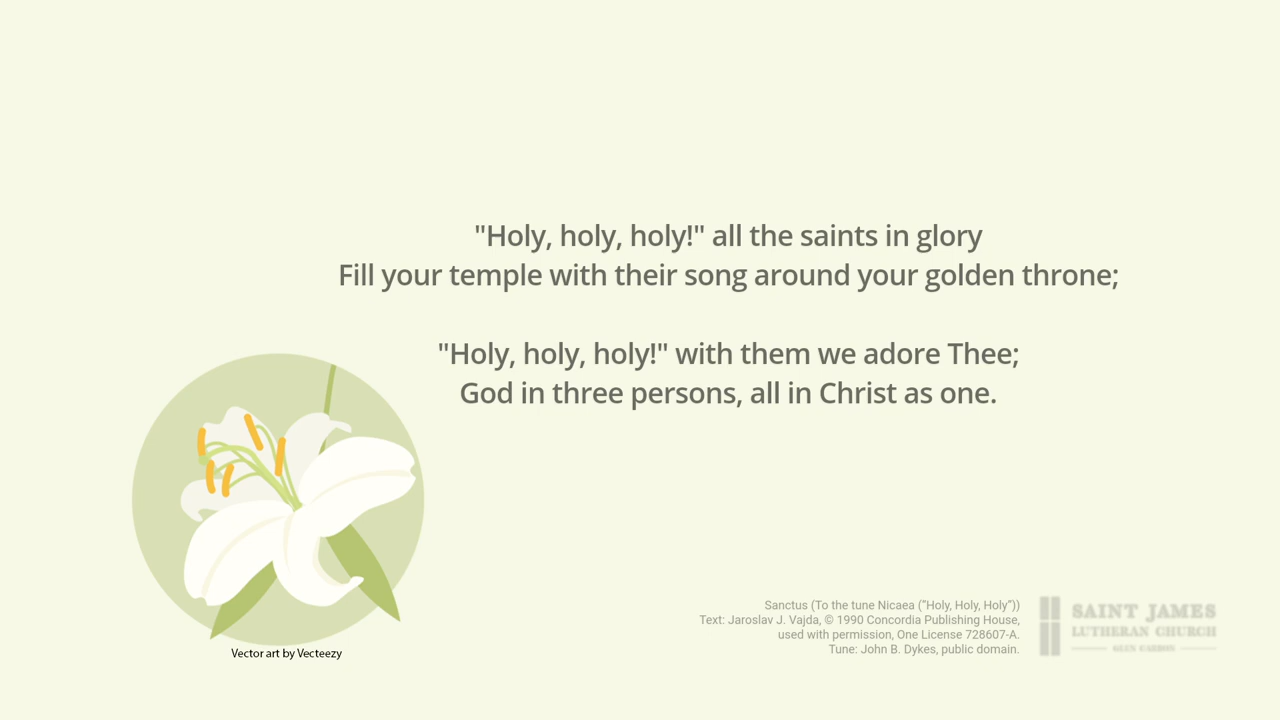 "Holy, holy, holy!" all the saints in glory
Fill your temple with their song around your golden throne;
"Holy, holy, holy!" with them we adore Thee;
God in three persons, all in Christ as one.
Vector art by Vecteezy
Sanctus (To the tune Nicaea ("Holy, Holy, Holy"))
Text: Jaroslav J. Vajda, © 1990 Concordia Publishing House,
used with permission, One License 728607-A.
Tune: John B. Dykes, public domain.
SAINT JAMES
LUTHERAN CHURCH
GLEN CARBON